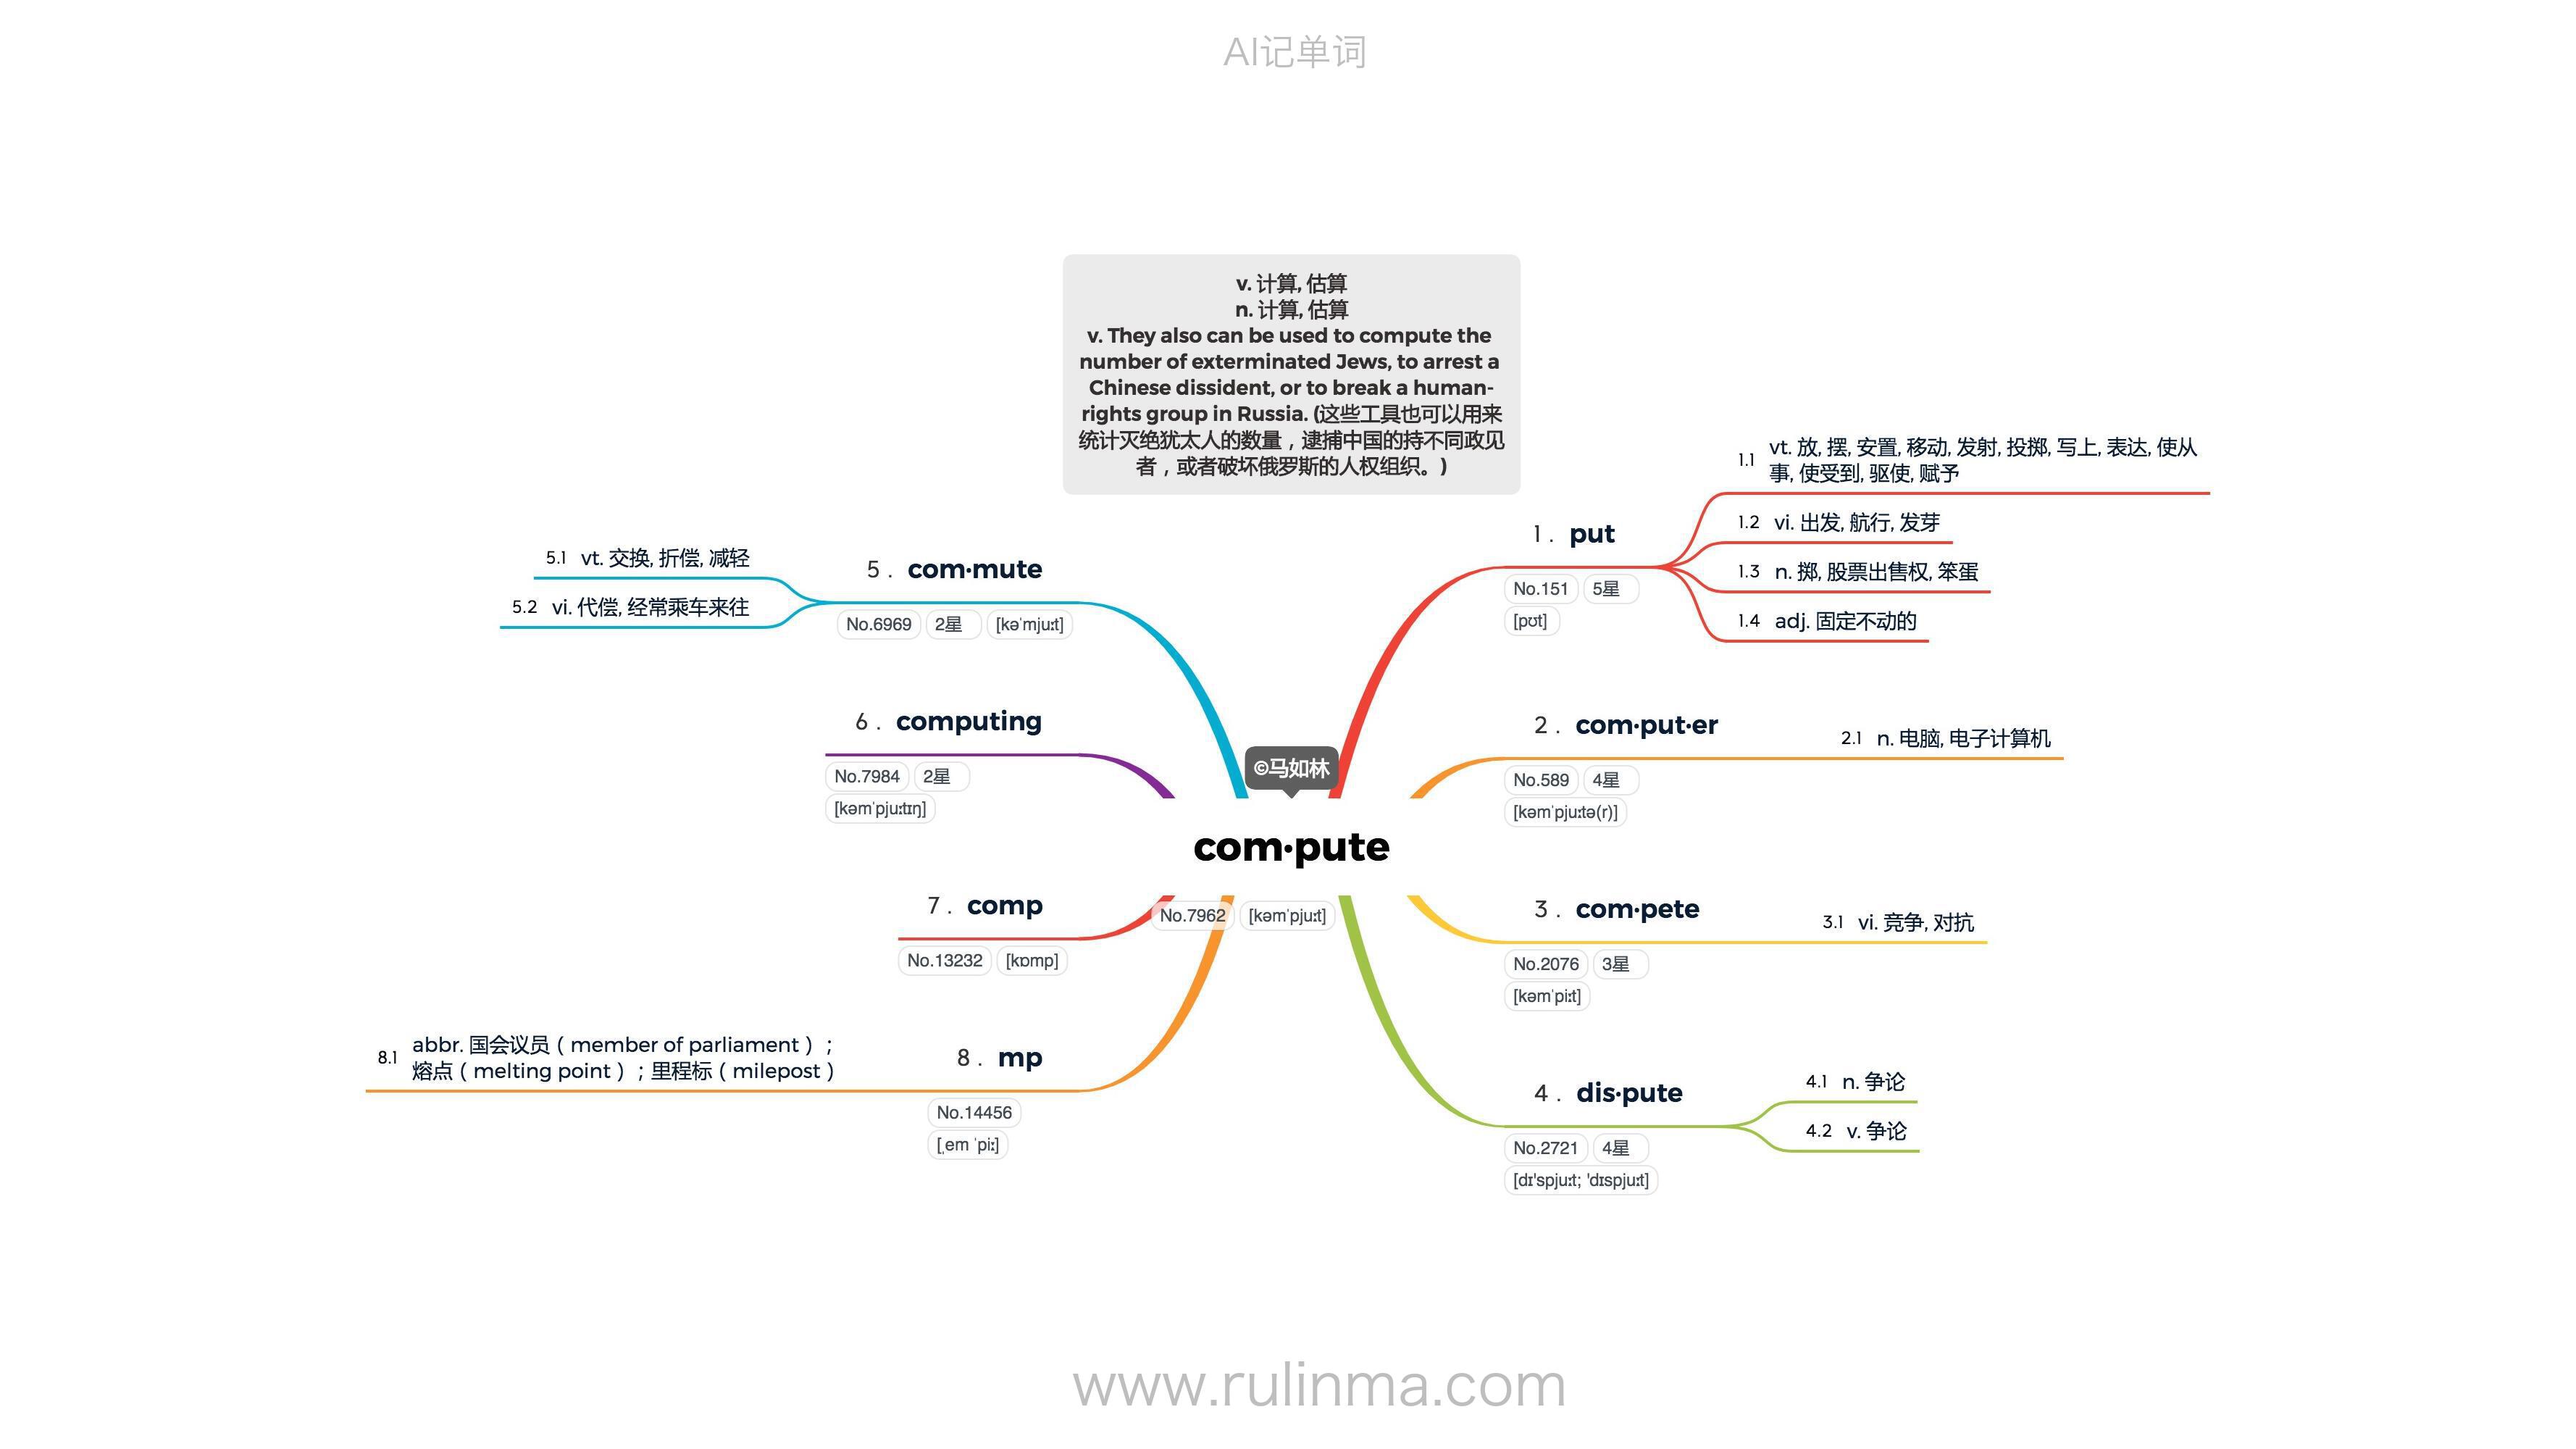 AI记单词
v. 计算, 估算
n. 计算, 估算
v. They also can be used to compute the
number of exterminated Jews, to arrest a
Chinese dissident, or to break a human-
rights group in Russia. (这些工具也可以用来
统计灭绝犹太人的数量，逮捕中国的持不同政见
者，或者破坏俄罗斯的人权组织。)
©马如林
com·pute
No.7962 [kəmˈpjuːt]
1 . put
No.151 5星
[pʊt]
1.1 vt. 放, 摆, 安置, 移动, 发射, 投掷, 写上, 表达, 使从
事, 使受到, 驱使, 赋予
1.2 vi. 出发, 航行, 发芽
1.3 n. 掷, 股票出售权, 笨蛋
1.4 adj. 固定不动的
2 . com·put·er
No.589 4星
[kəmˈpjuːtə(r)]
2.1 n. 电脑, 电子计算机
3 . com·pete
No.2076 3星
[kəmˈpiːt]
3.1 vi. 竞争, 对抗
4 . dis·pute
No.2721 4星
[dɪ'spjuːt; 'dɪspjuːt]
4.1 n. 争论
4.2 v. 争论
5 . com·mute
No.6969 2星 [kəˈmjuːt]
5.1 vt. 交换, 折偿, 减轻
5.2 vi. 代偿, 经常乘车来往
6 . computing
No.7984 2星
[kəmˈpjuːtɪŋ]
7 . comp
No.13232 [kɒmp]
8 . mp
No.14456
[ˌem ˈpiː]
8.1 abbr. 国会议员（member of parliament）；
熔点（melting point）；里程标（milepost）
www.rulinma.com